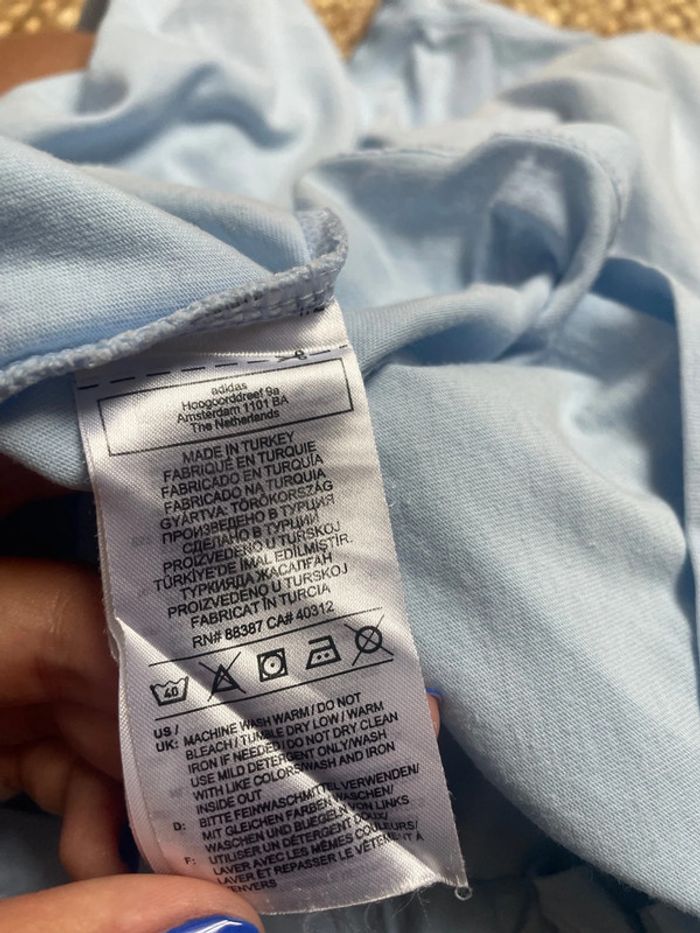 adidas
Hoogoorddreef 9a
Amsterdam 1101 BA
The Netherlands
MADE IN TURKEY
FABRIQUÉ EN TURQUIE
FABRICADO EN TURQUÍA
FABRICADO NA TURQUIA
GYÁRTVA: TÖRÖKORSZÁG
ПРОИЗВЕДЕНО В ТУРЦИЯ
СДЕЛАНО В ТУРЦИИ
PROIZVEDENO U TURSKOJ
TÜRKİYE'DE İMAL EDİLMİŞTİR.
ТУРКИЯДА ЖАСАЛҒАН
PROIZVEDENO U TURSKOJ
FABRICAT ÎN TURCIA
RN# 88387 CA# 40312
40
US /
UK: MACHINE WASH WARM / DO NOT
BLEACH / TUMBLE DRY LOW / WARM
IRON IF NEEDED / DO NOT DRY CLEAN
USE MILD DETERGENT ONLY/WASH
WITH LIKE COLORS/WASH AND IRON
INSIDE OUT
D: BITTE FEINWASCHMITTEL VERWENDEN/
MIT GLEICHEN FARBEN WASCHEN/
WASCHEN UND BUEGELN VON LINKS
F: UTILISER UN DÉTERGENT DOUX/
LAVER AVEC LES MÊMES COULEURS/
LAVER ET REPASSER LE VÊTEMENT À
L'ENVERS